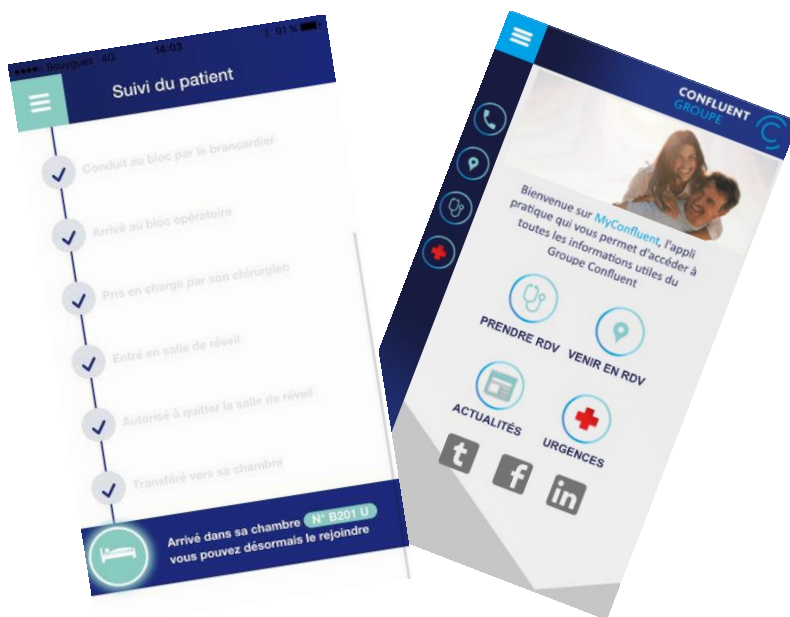 Bouygues 4G
14:03
91 %
Suivi du patient
Conduit au bloc par le brancardier
Arrivé au bloc opératoire
Pris en charge par son chirurgien
Entré en salle de réveil
Autorisé à quitter la salle de réveil
Transféré vers sa chambre
Arrivé dans sa chambre N° B201 U
vous pouvez désormais le rejoindre
CONFLUENT
GROUPE
Bienvenue sur MyConfluent, l'appli
pratique qui vous permet d'accéder à
toutes les informations utiles du
Groupe Confluent
PRENDRE RDV
VENIR EN RDV
ACTUALITÉS
URGENCES
t
f
in